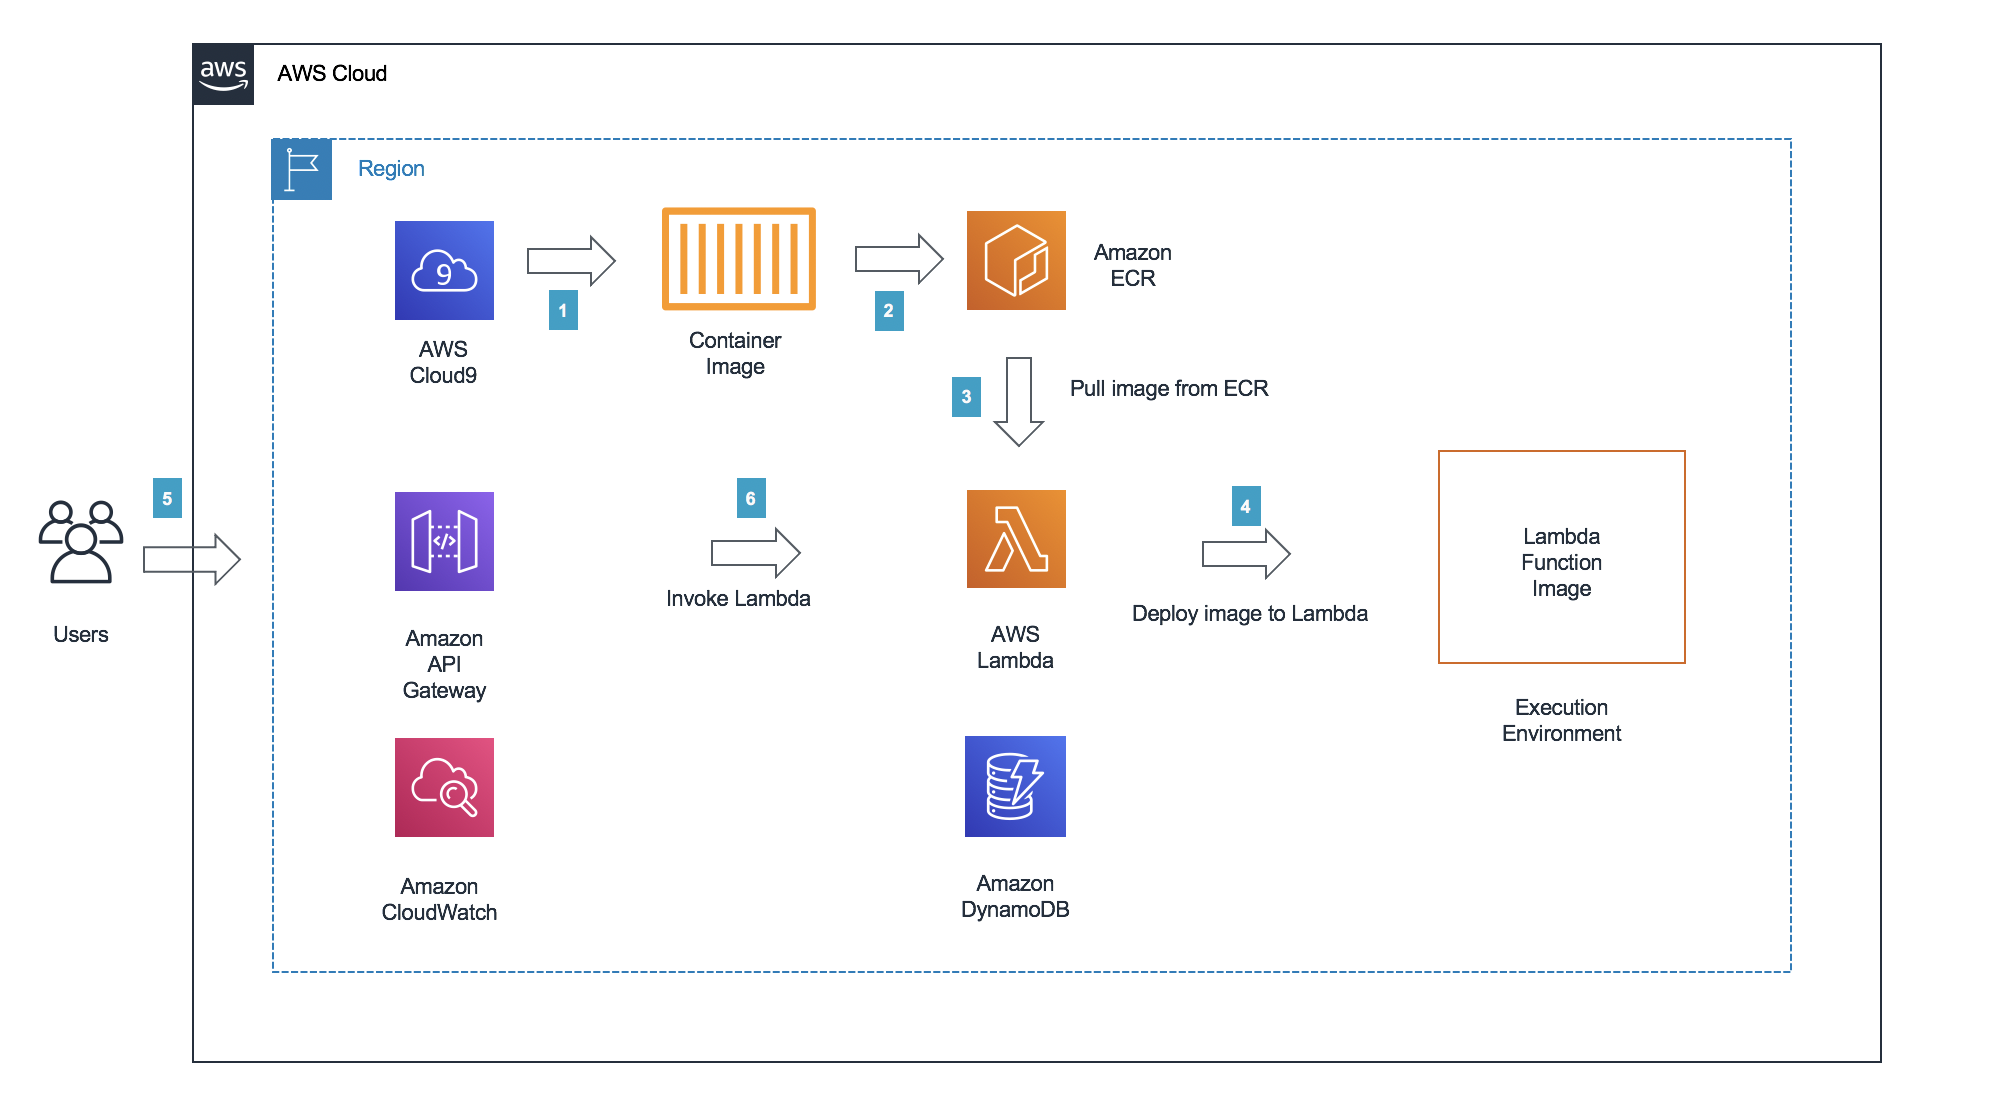 aws
AWS Cloud
Region
9
1
2
Amazon
ECR
AWS
Cloud9
Container
Image
3
Pull image from ECR
5
6
4
</>
Lambda
Function
Image
Invoke Lambda
Deploy image to Lambda
Users
Amazon
API
Gateway
AWS
Lambda
Execution
Environment
Amazon
CloudWatch
Amazon
DynamoDB